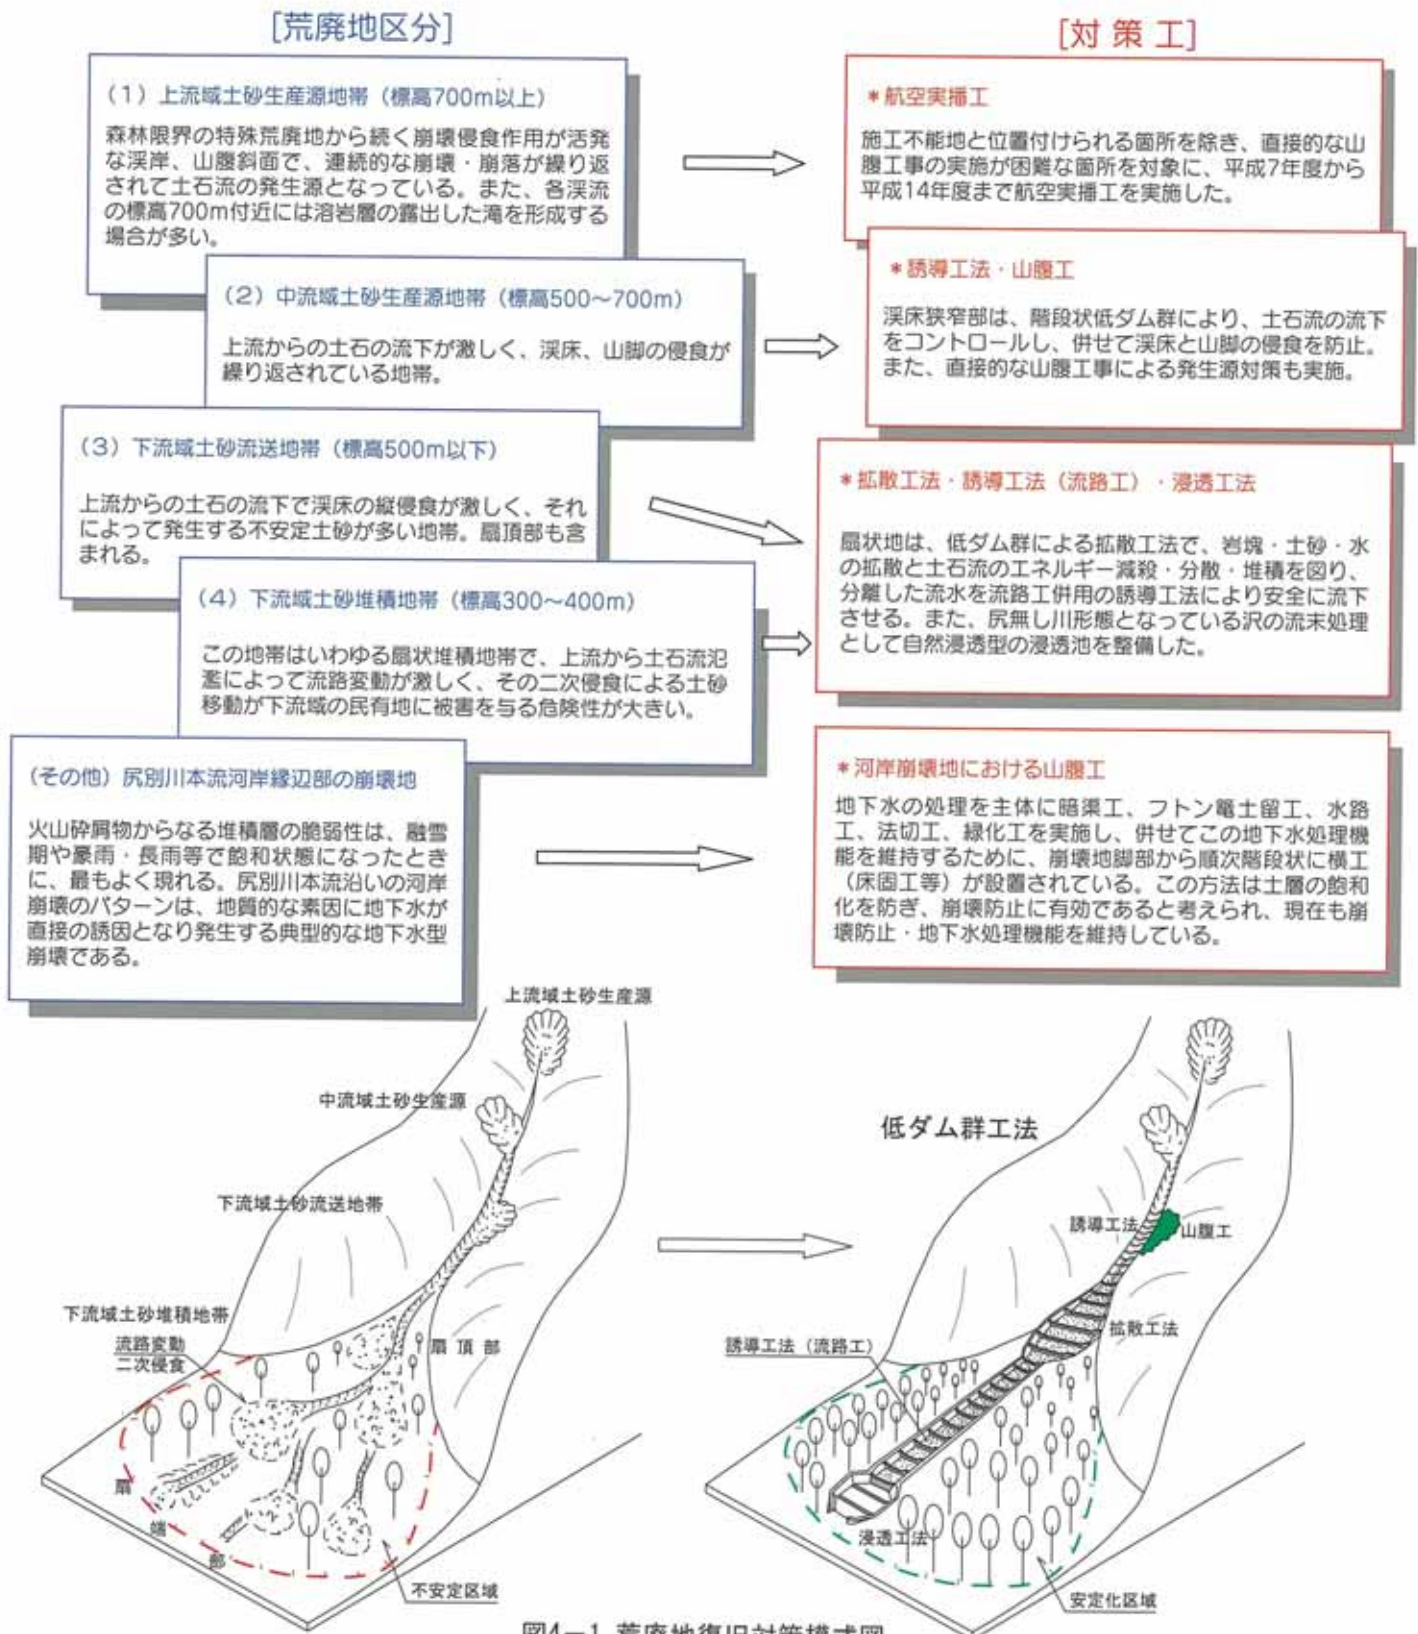 [荒廃地区分]
[対 策 工]
(1) 上流域土砂生産源地帯（標高700m以上）
森林限界の特殊荒廃地から続く崩壊侵食作用が活発
な渓岸、山腹斜面で、連続的な崩壊・崩落が繰り返
されて土石流の発生源となっている。また、各渓流
の標高700m付近には溶岩層の露出した滝を形成する
場合が多い。
＊航空実播工
施工不能地と位置付けられる箇所を除き、直接的な山
腹工事の実施が困難な箇所を対象に、平成7年度から
平成14年度まで航空実播工を実施した。
(2) 中流域土砂生産源地帯（標高500～700m）
上流からの土石の流下が激しく、渓床、山脚の侵食が
繰り返されている地帯。
＊誘導工法・山腹工
渓床狭窄部は、階段状低ダム群により、土石流の流下
をコントロールし、併せて渓床と山脚の侵食を防止。
また、直接的な山腹工事による発生源対策も実施。
(3) 下流域土砂流送地帯（標高500m以下）
上流からの土石の流下で渓床の縦侵食が激しく、それ
によって発生する不安定土砂が多い地帯。扇頂部も含
まれる。
(4) 下流域土砂堆積地帯（標高300～400m）
この地帯はいわゆる扇状堆積地帯で、上流から土石流氾
濫によって流路変動が激しく、その二次侵食による土砂
移動が下流域の民有地に被害を与る危険性が大きい。
＊拡散工法・誘導工法（流路工）・浸透工法
扇状地は、低ダム群による拡散工法で、岩塊・土砂・水
の拡散と土石流のエネルギー減殺・分散・堆積を図り、
分離した流水を流路工併用の誘導工法により安全に流下
させる。また、尻無し川形態となっている沢の流末処理
として自然浸透型の浸透池を整備した。
（その他）尻別川本流河岸縁辺部の崩壊地
火山砕屑物からなる堆積層の脆弱性は、融雪
期や豪雨・長雨等で飽和状態になったとき
に、最もよく現れる。尻別川本流沿いの河岸
崩壊のパターンは、地質的な素因に地下水が
直接の誘因となり発生する典型的な地下水型
崩壊である。
＊河岸崩壊地における山腹工
地下水の処理を主体に暗渠工、フトン篭土留工、水路
工、法切工、緑化工を実施し、併せてこの地下水処理機
能を維持するために、崩壊地脚部から順次階段状に横工
（床固工等）が設置されている。この方法は土層の飽和
化を防ぎ、崩壊防止に有効であると考えられ、現在も崩
壊防止・地下水処理機能を維持している。
上流域土砂生産源
中流域土砂生産源
下流域土砂流送地帯
下流域土砂堆積地帯
流路変動
二次侵食
扇 頂 部
扇
端
部
不安定区域
低ダム群工法
誘導工法
山腹工
拡散工法
誘導工法（流路工）
浸透工法
安定化区域
図4－1 荒廃地復旧対策模式図